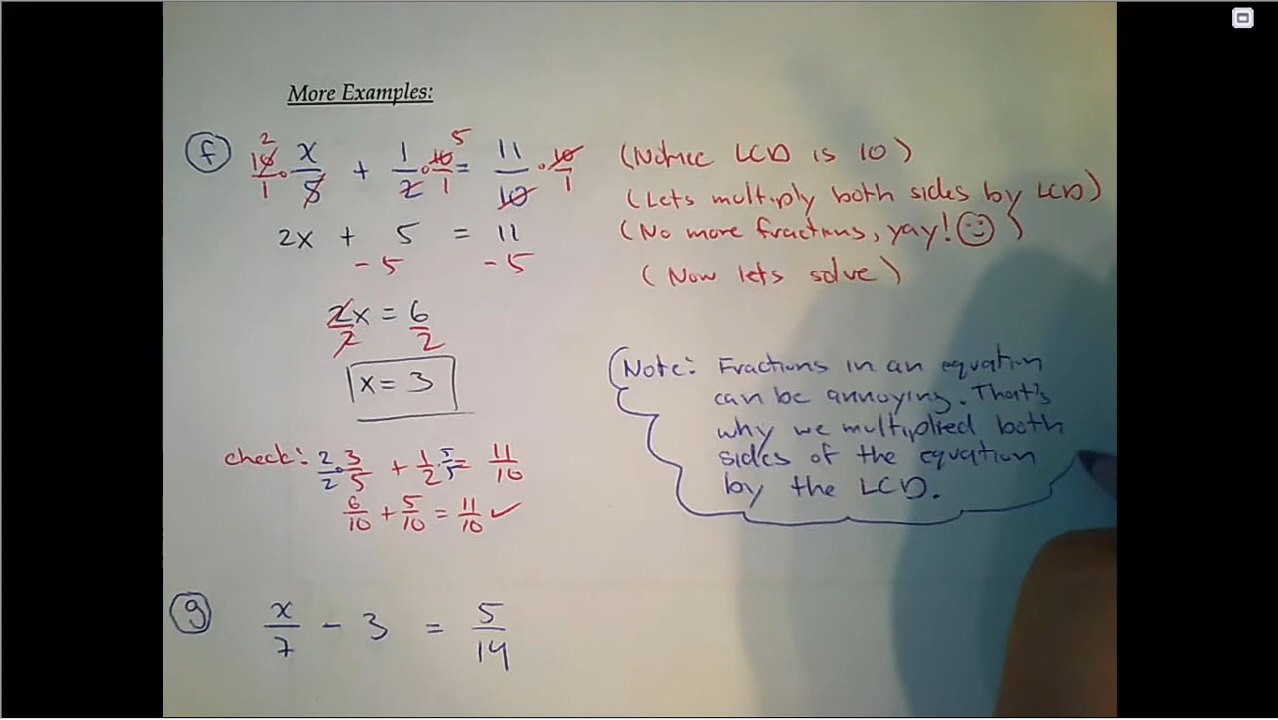 More Examples:
f 2 10/1 · x/5 + 1/2 · 10/1 5 = 11/10 · 10/1 (Notice LCD is 10)
(Lets multiply both sides by LCD)
2x + 5 = 11 (No more fractions, yay! ☺)
-5 -5 (Now lets solve)
2x/2 = 6/2
x = 3
Note: Fractions in an equation
can be annoying. That's
why we multiplied both
sides of the equation
by the LCD.
check: 2/2 · 3/5 + 1/2 · 5/5 = 11/10
6/10 + 5/10 = 11/10 ✓
g x/7 - 3 = 5/14